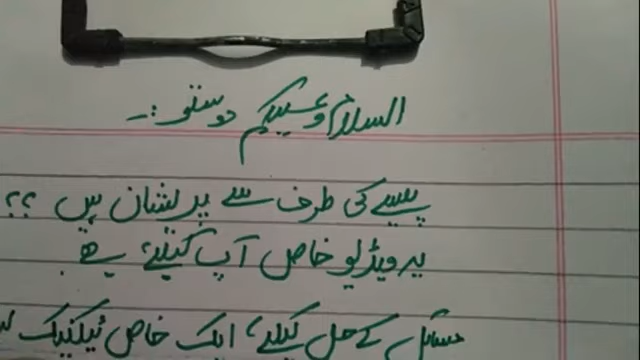 السلام و علیکم دوستو :۔
پیسے کی طرف سے پریشان ہیں ؟؟
یہ ویڈیو خاص آپ کیلئے ہے۔
مسائل کے حل کیلئے، ایک خاص ٹیکنیک